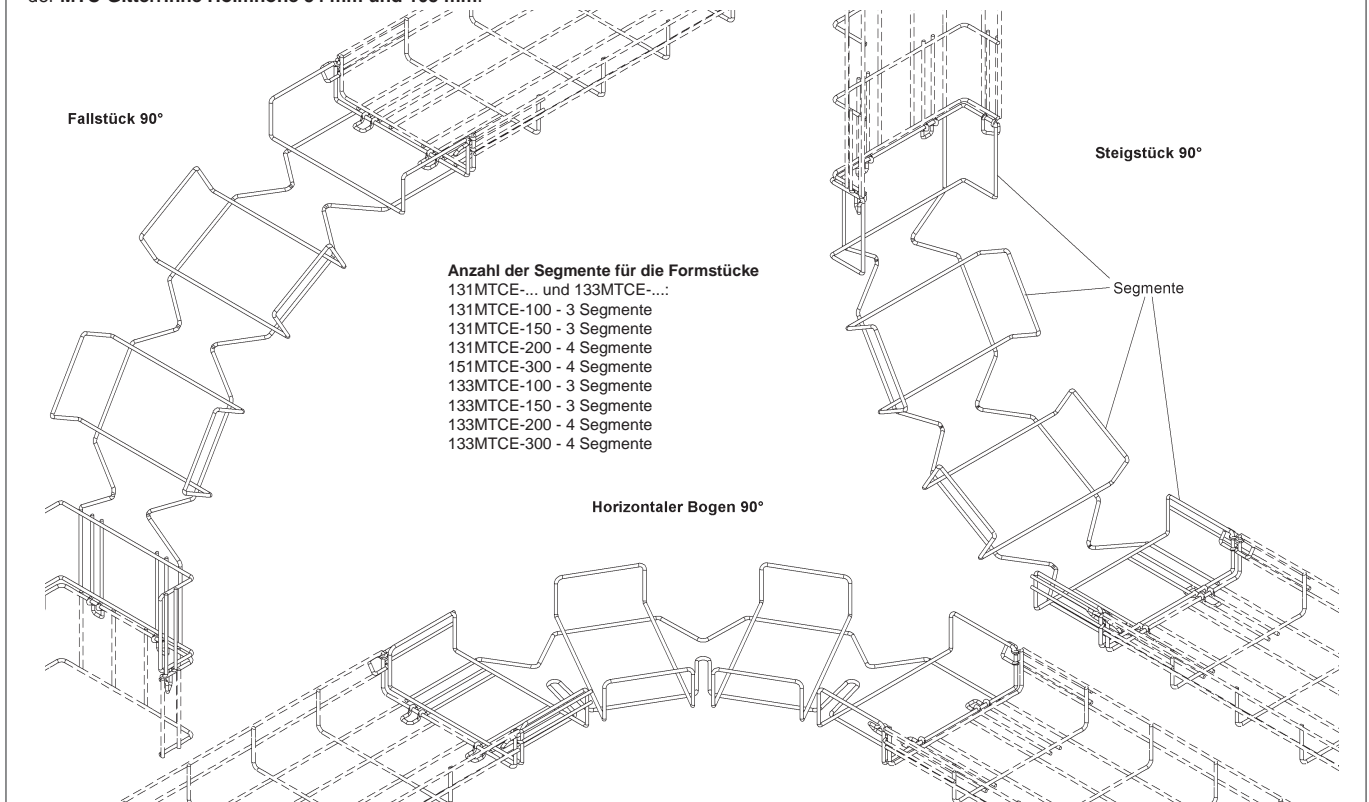 Fallstück 90°
Steigstück 90°
Anzahl der Segmente für die Formstücke
131MTCE-... und 133MTCE-...:
131MTCE-100 - 3 Segmente
131MTCE-150 - 3 Segmente
131MTCE-200 - 4 Segmente
151MTCE-300 - 4 Segmente
133MTCE-100 - 3 Segmente
133MTCE-150 - 3 Segmente
133MTCE-200 - 4 Segmente
133MTCE-300 - 4 Segmente
Segmente
Horizontaler Bogen 90°